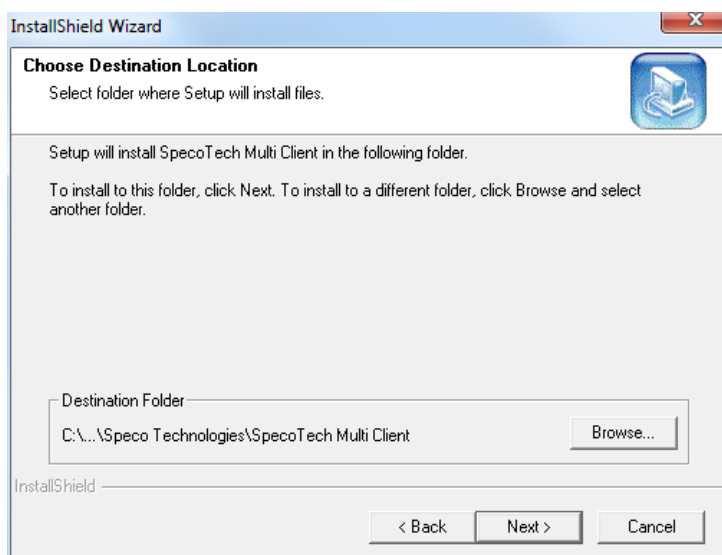 InstallShield Wizard
Choose Destination Location
Select folder where Setup will install files.
Setup will install SpecoTech Multi Client in the following folder.
To install to this folder, click Next. To install to a different folder, click Browse and select
another folder.
Destination Folder
C:\...\Speco Technologies\SpecoTech Multi Client
Browse...
InstallShield
< Back
Next >
Cancel